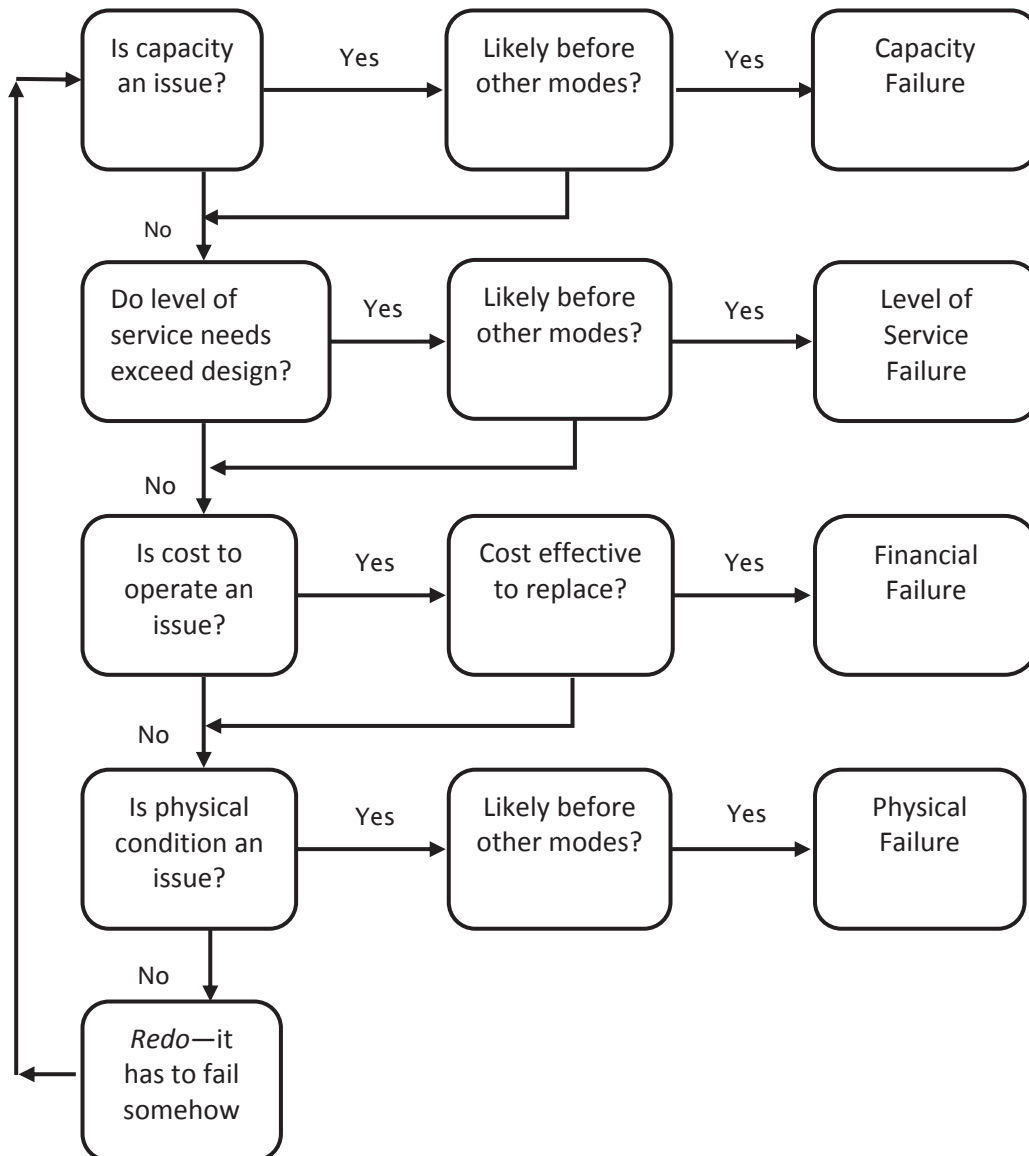 Is capacity
an issue?
Yes
Likely before
other modes?
Yes
Capacity
Failure
No
Do level of
service needs
exceed design?
Yes
Likely before
other modes?
Yes
Level of
Service
Failure
No
Is cost to
operate an
issue?
Yes
Cost effective
to replace?
Yes
Financial
Failure
No
Is physical
condition an
issue?
Yes
Likely before
other modes?
Yes
Physical
Failure
No
Redo—it
has to fail
somehow